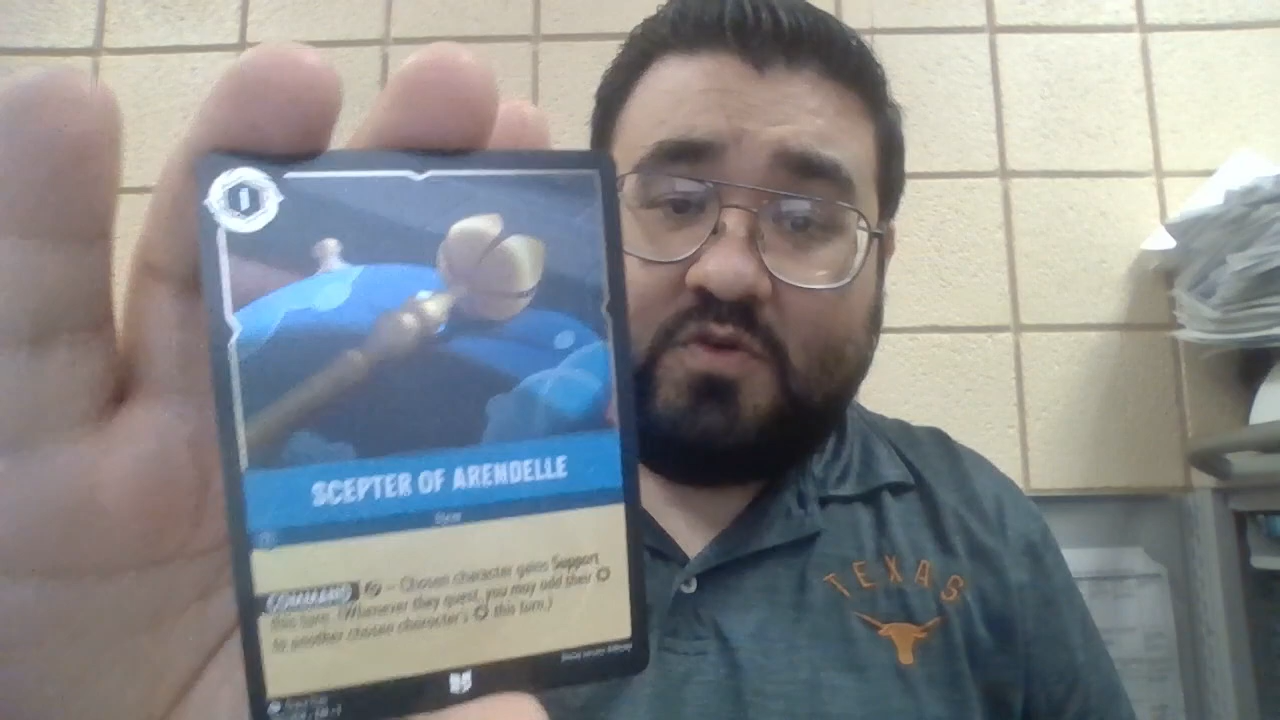 1
SCEPTER OF ARENDELLE
Item
COMMAND – Chosen character gains Support
this turn. (Whenever they quest, you may add their
to another chosen character's this turn.)
TEXAS